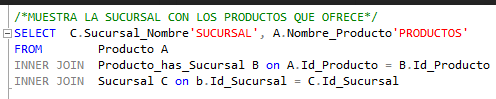 /*MUESTRA LA SUCURSAL CON LOS PRODUCTOS QUE OFRECE*/
SELECT C.Sucursal_Nombre'SUCURSAL', A.Nombre_Producto'PRODUCTOS'
FROM Producto A
INNER JOIN Producto_has_Sucursal B on A.Id_Producto = B.Id_Producto
INNER JOIN Sucursal C on b.Id_Sucursal = C.Id_Sucursal